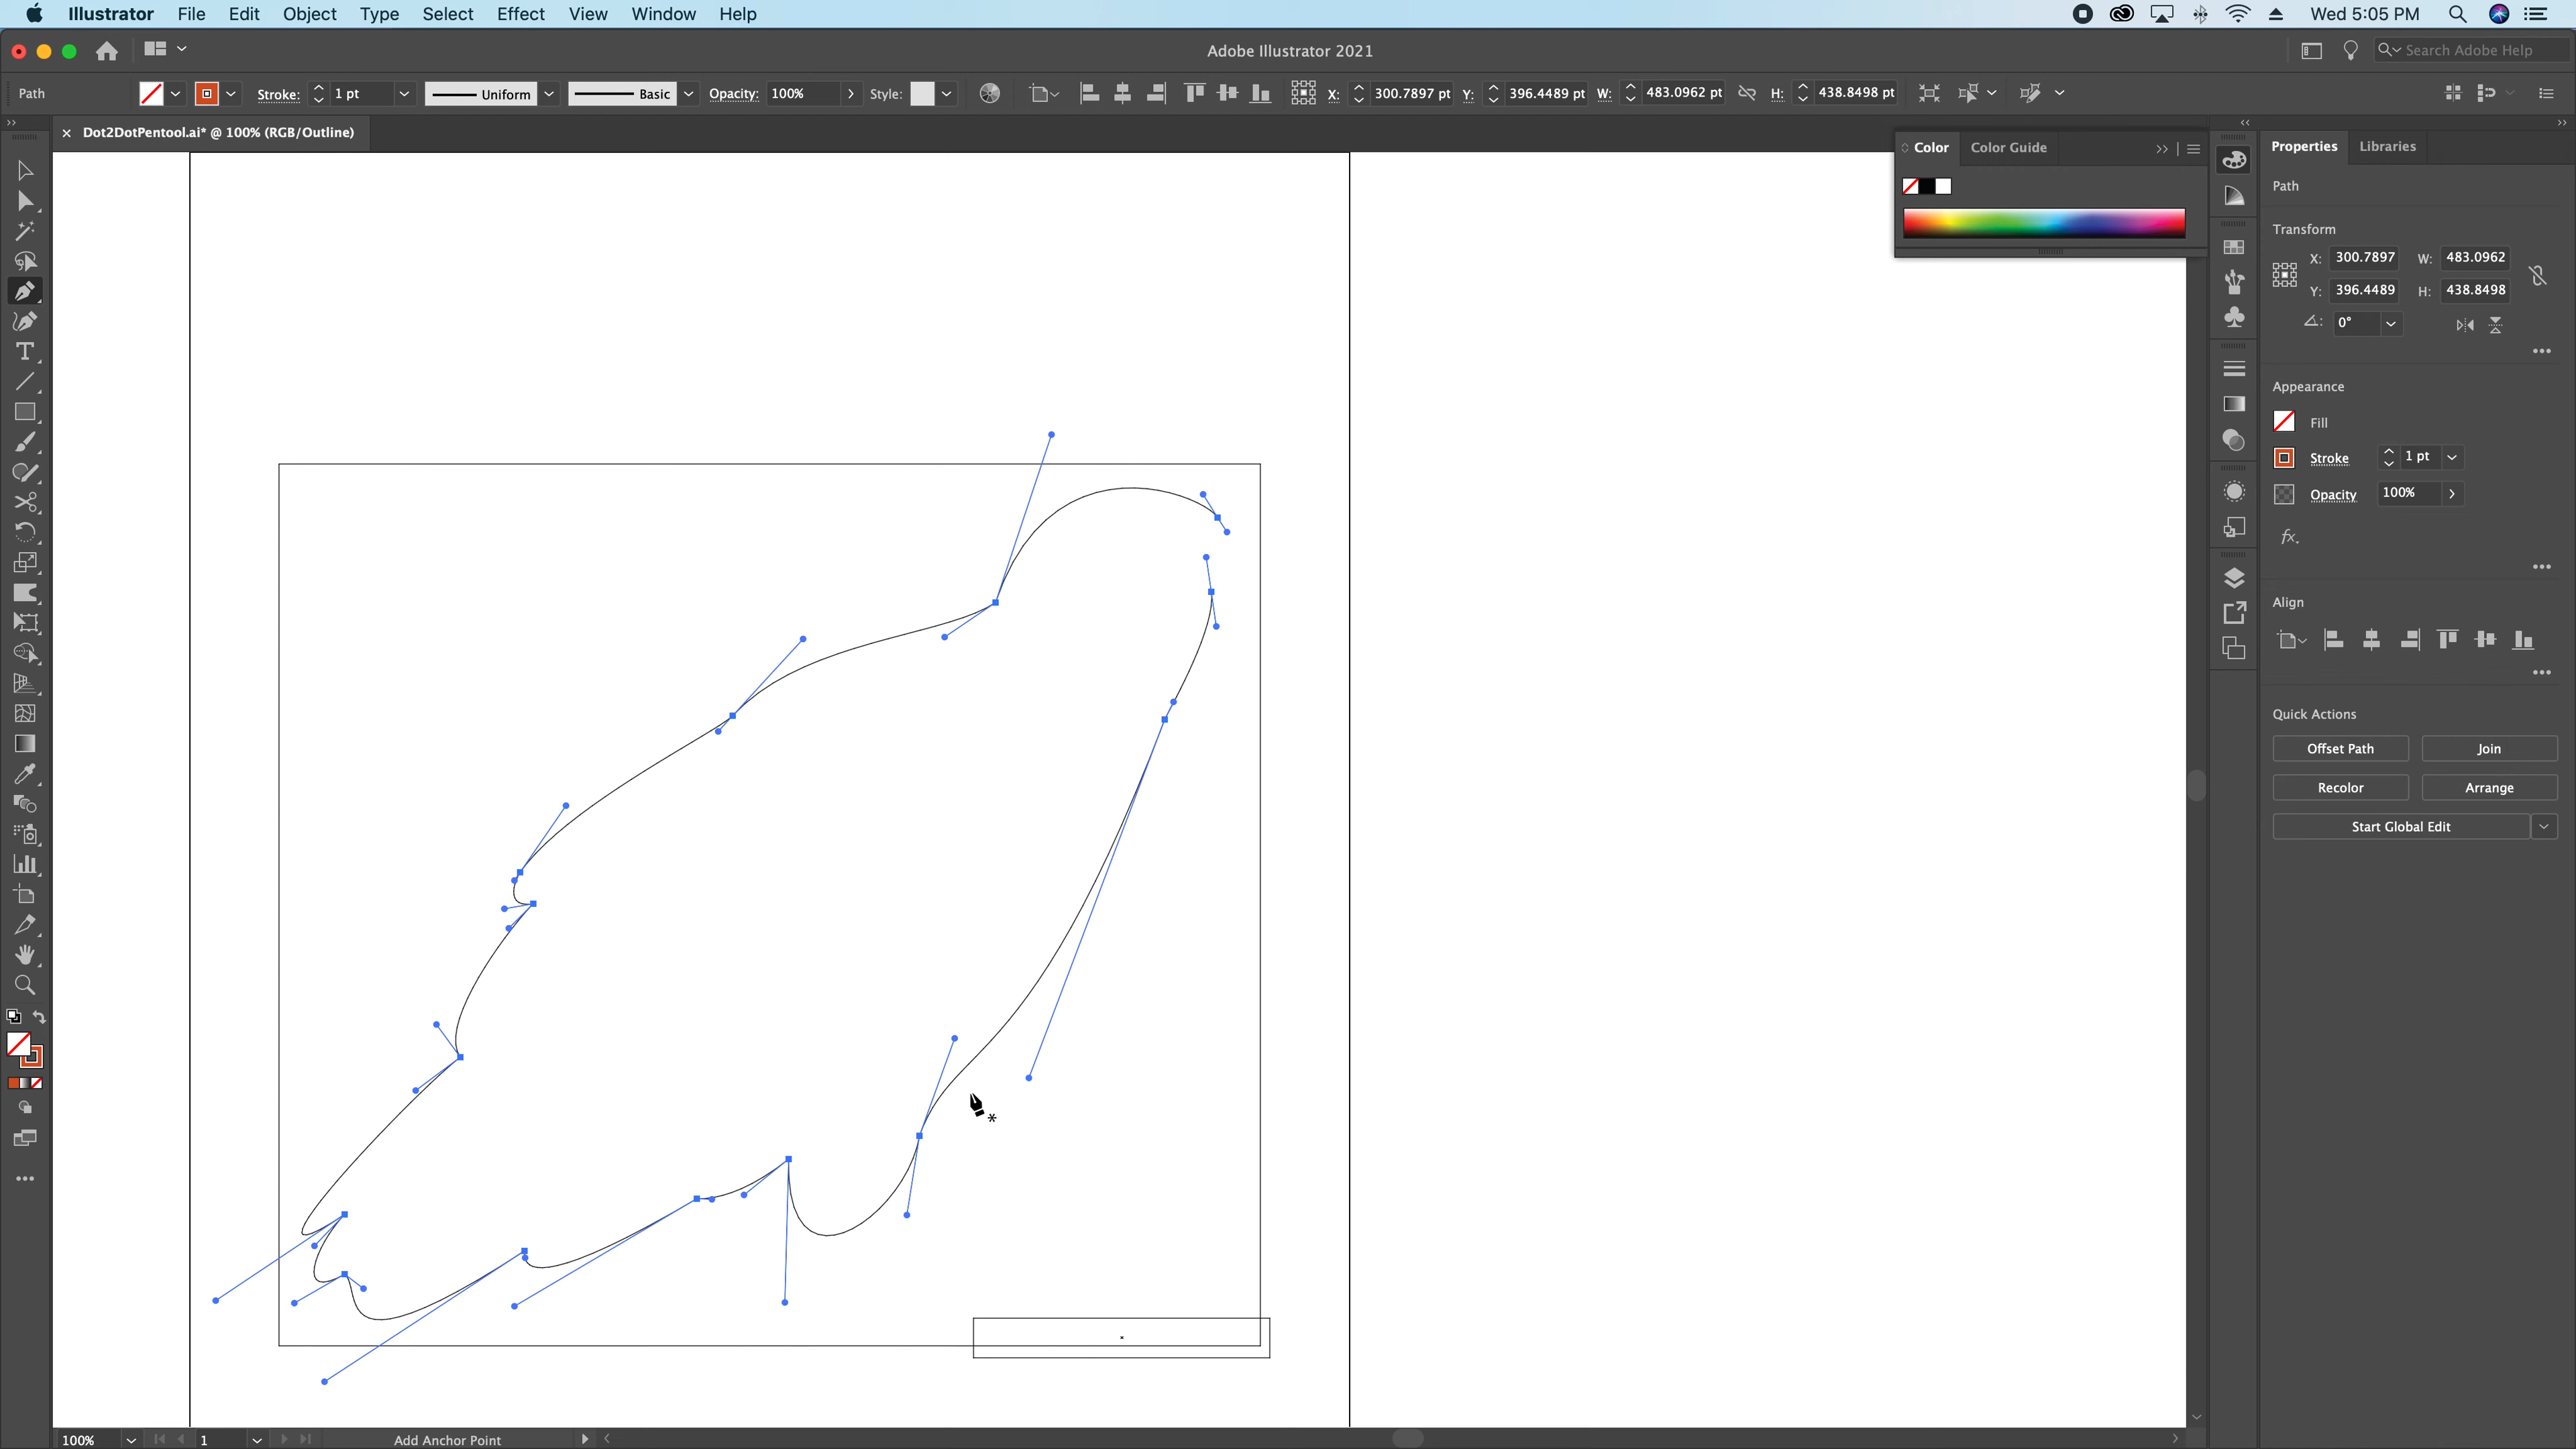 Illustrator File Edit Object Type Select Effect View Window Help Wed 5:05 PM
Adobe Illustrator 2021 Search Adobe Help
Path Stroke: 1 pt Uniform Basic Opacity: 100% Style: X: 300.7897 pt Y: 396.4489 pt W: 483.0962 pt H: 438.8498 pt
Dot2DotPentool.ai* @ 100% (RGB/Outline)
Color Color Guide
Properties Libraries
Path
Transform
X: 300.7897 W: 483.0962
Y: 396.4489 H: 438.8498
0°
Appearance
Fill
Stroke 1 pt
Opacity 100%
fx
Align
Quick Actions
Offset Path Join
Recolor Arrange
Start Global Edit
100% 1 Add Anchor Point